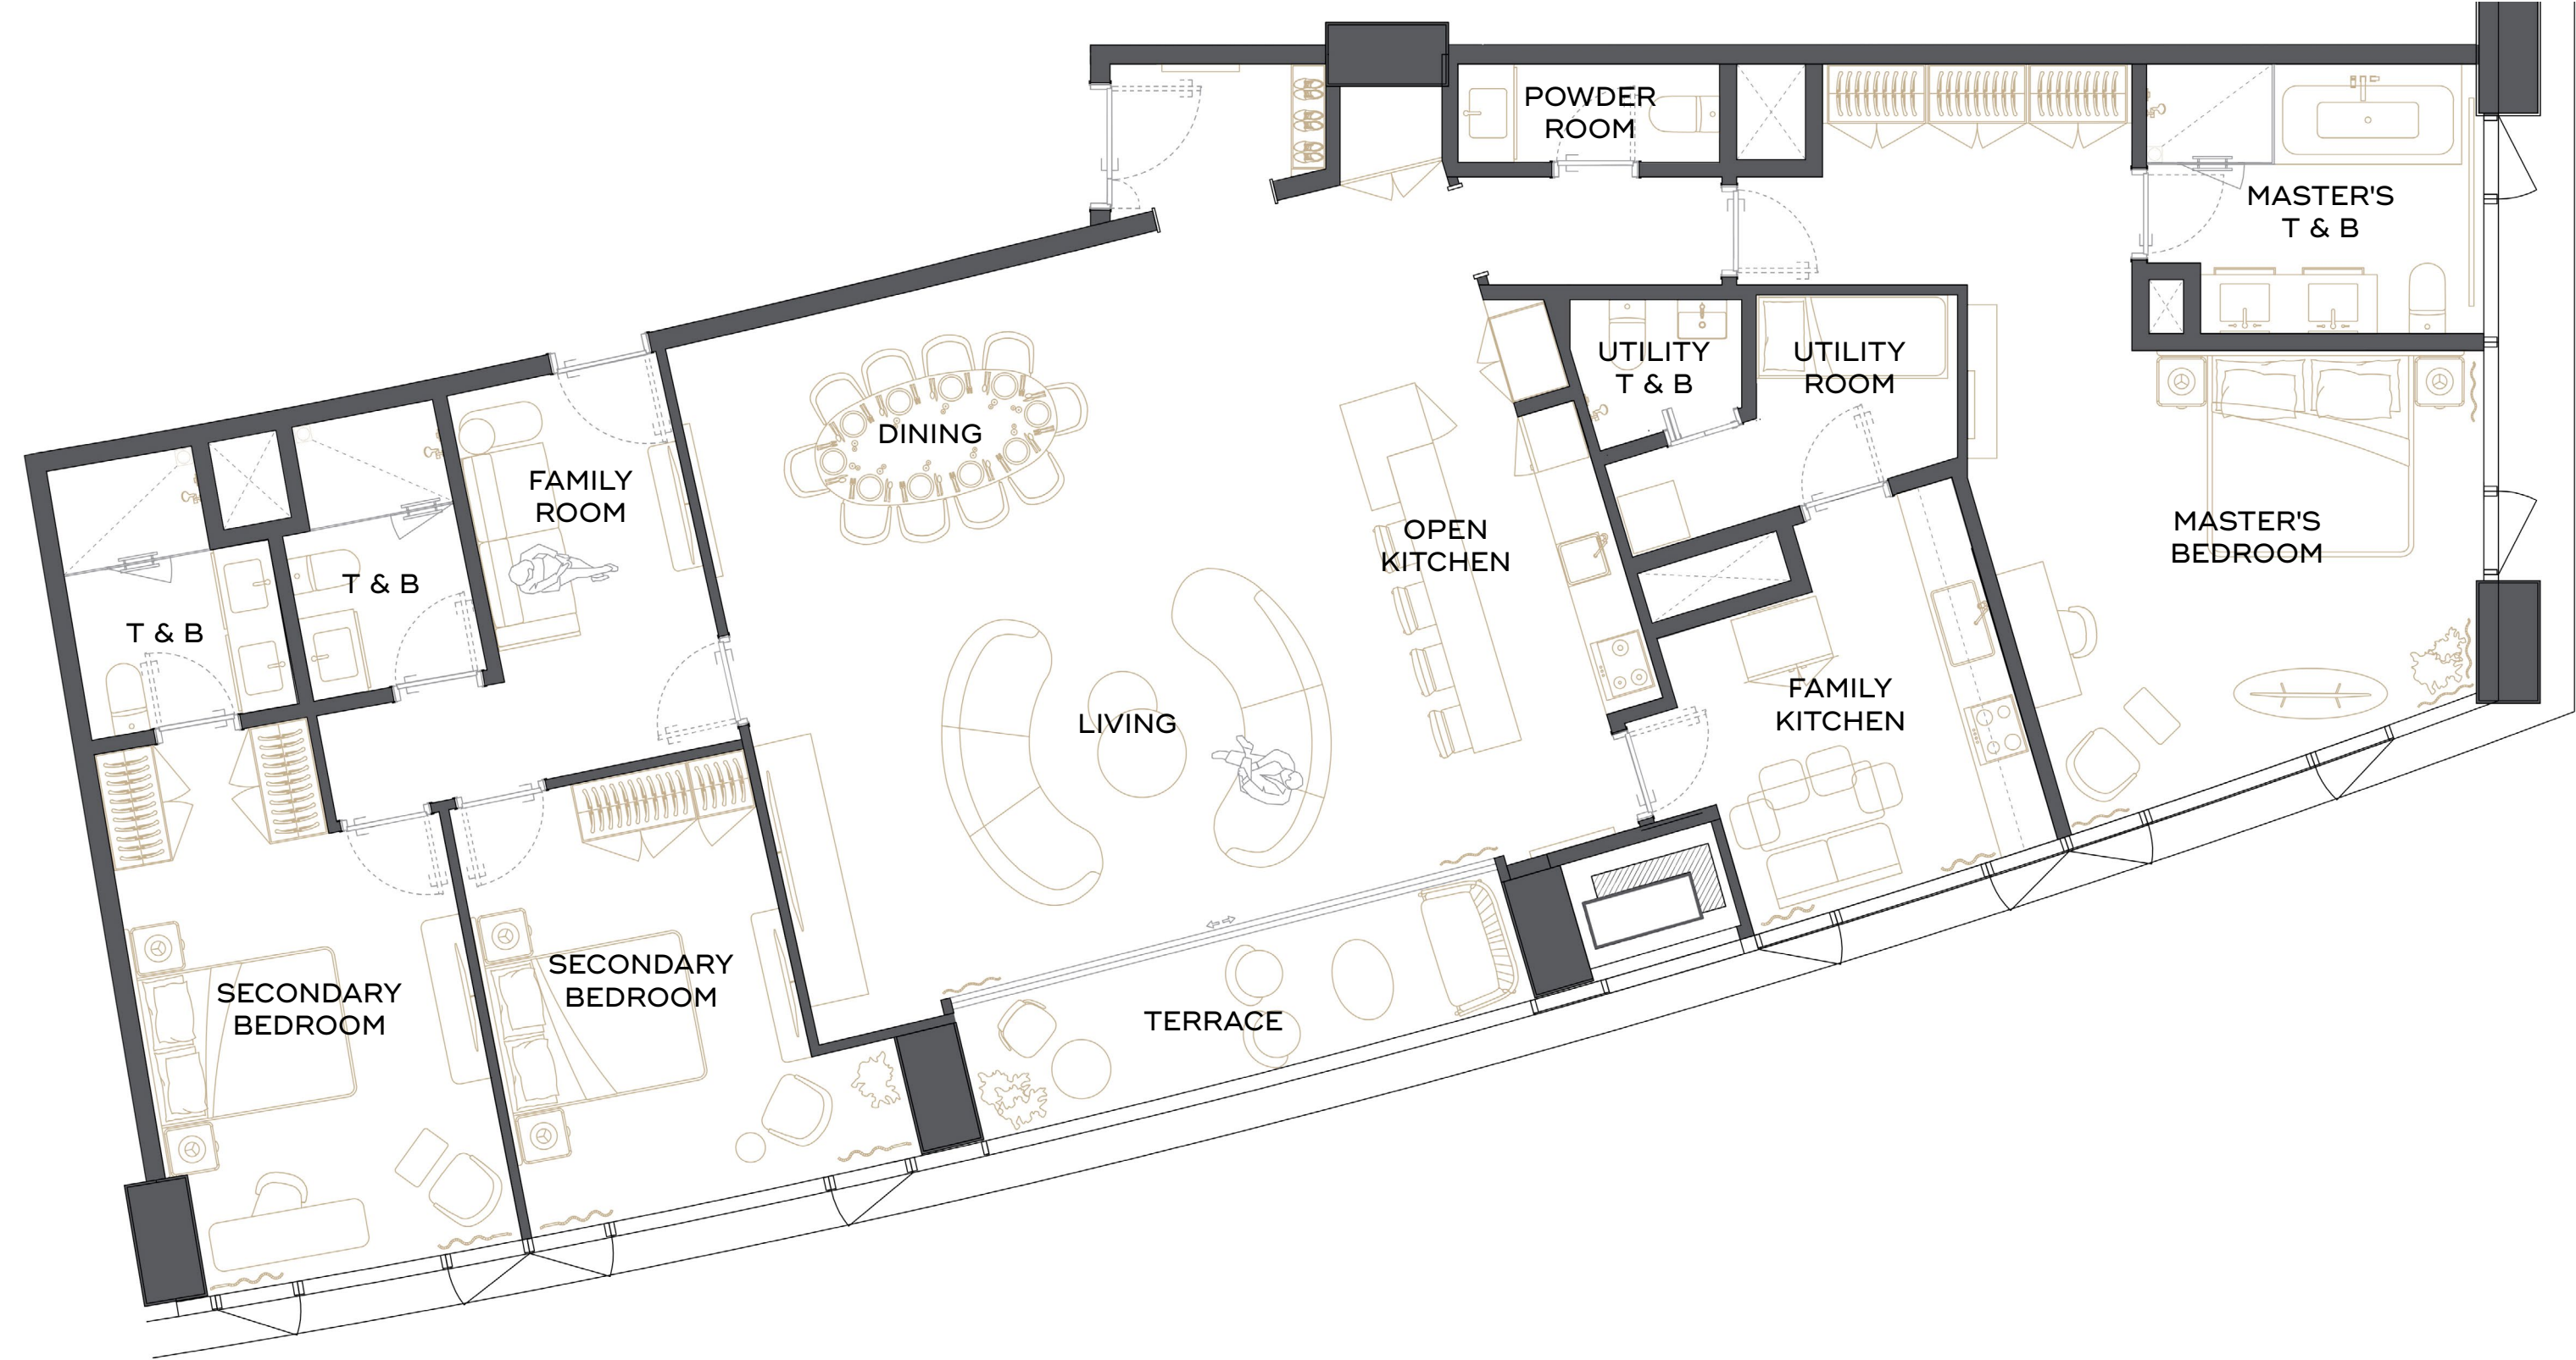 POWDER
ROOM
MASTER'S
T & B
UTILITY
T & B
UTILITY
ROOM
DINING
FAMILY
ROOM
OPEN
KITCHEN
MASTER'S
BEDROOM
T & B
T & B
FAMILY
KITCHEN
LIVING
SECONDARY
BEDROOM
SECONDARY
BEDROOM
TERRACE